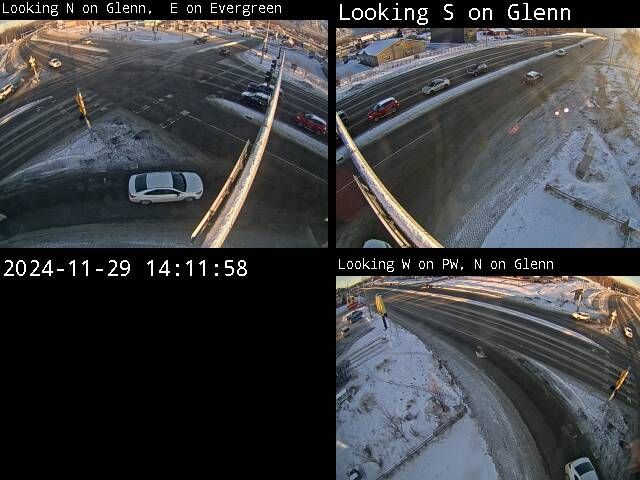 Looking N on Glenn,  E on Evergreen
Looking S on Glenn
2024-11-29 14:11:58
Looking W on PW, N on Glenn